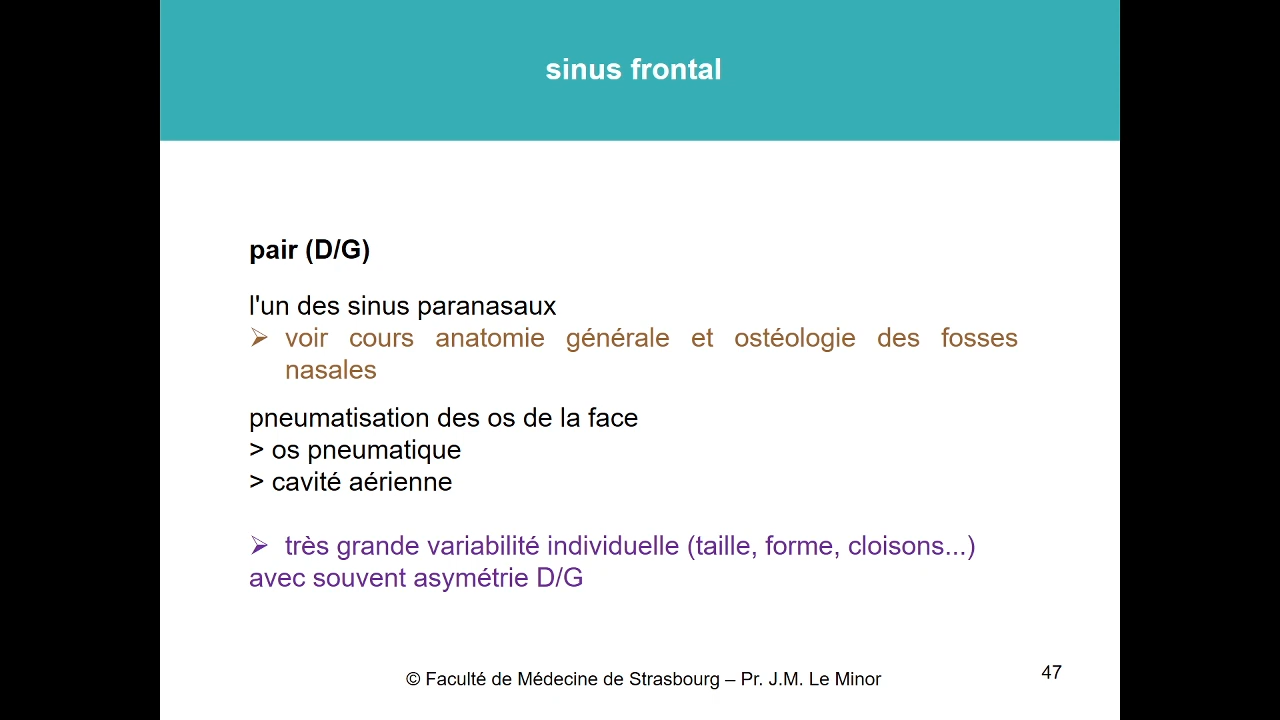 sinus frontal
pair (D/G)
l'un des sinus paranasaux
➢ voir cours anatomie générale et ostéologie des fosses
nasales
pneumatisation des os de la face
> os pneumatique
> cavité aérienne
➢ très grande variabilité individuelle (taille, forme, cloisons...)
avec souvent asymétrie D/G
© Faculté de Médecine de Strasbourg – Pr. J.M. Le Minor
47